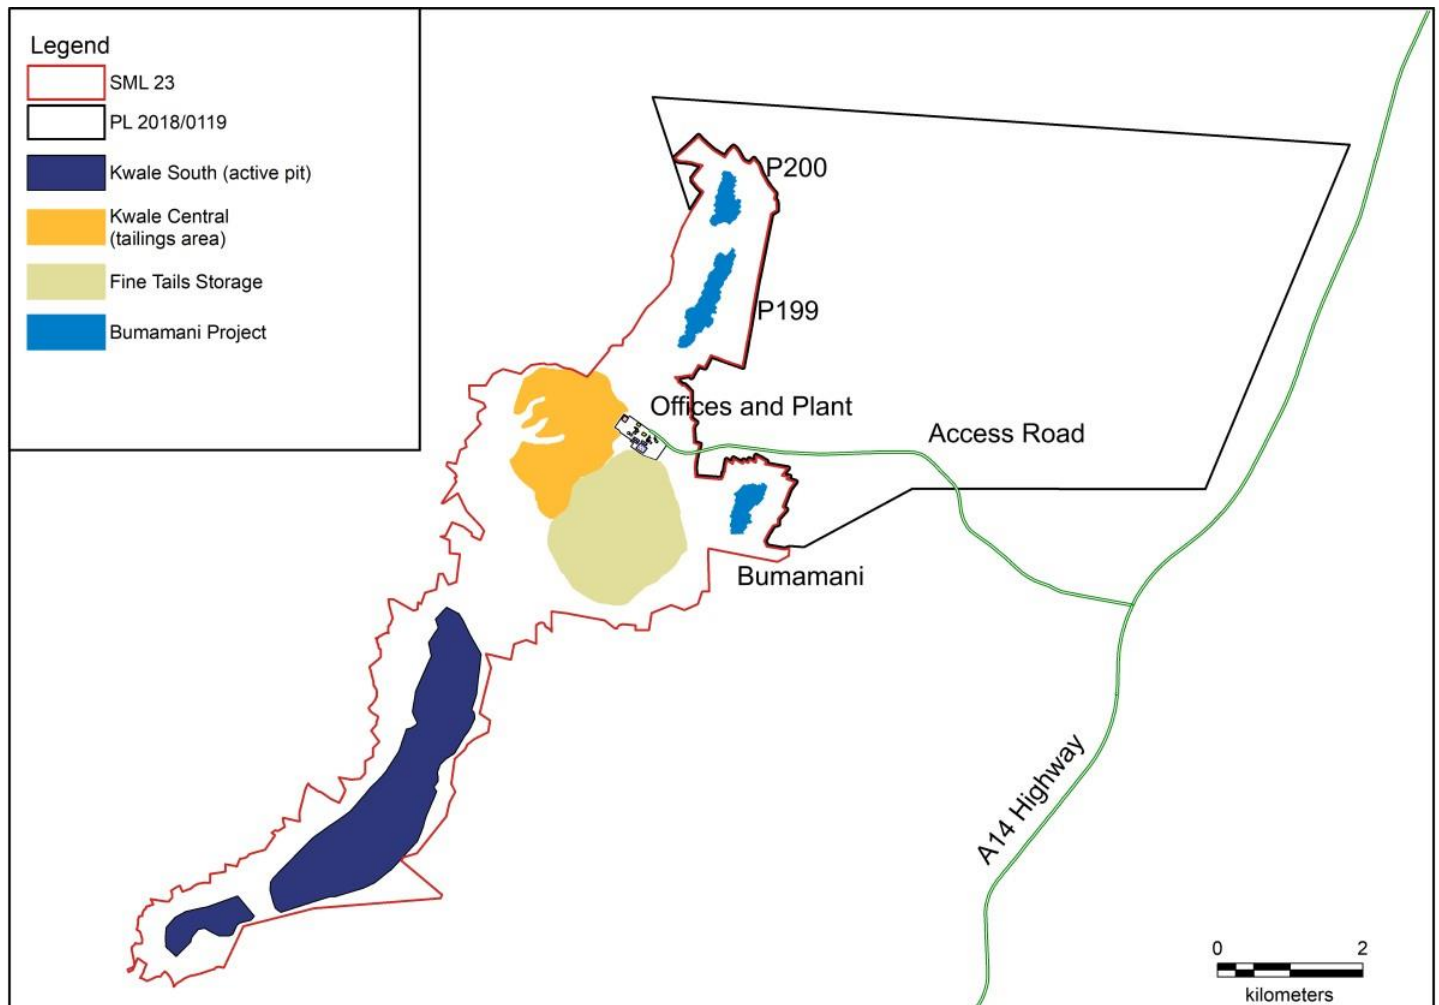 Legend
SML 23
PL 2018/0119
Kwale South (active pit)
Kwale Central
(tailings area)
Fine Tails Storage
Bumamani Project
P200
P199
Offices and Plant
Access Road
Bumamani
A14 Highway
0 2
kilometers